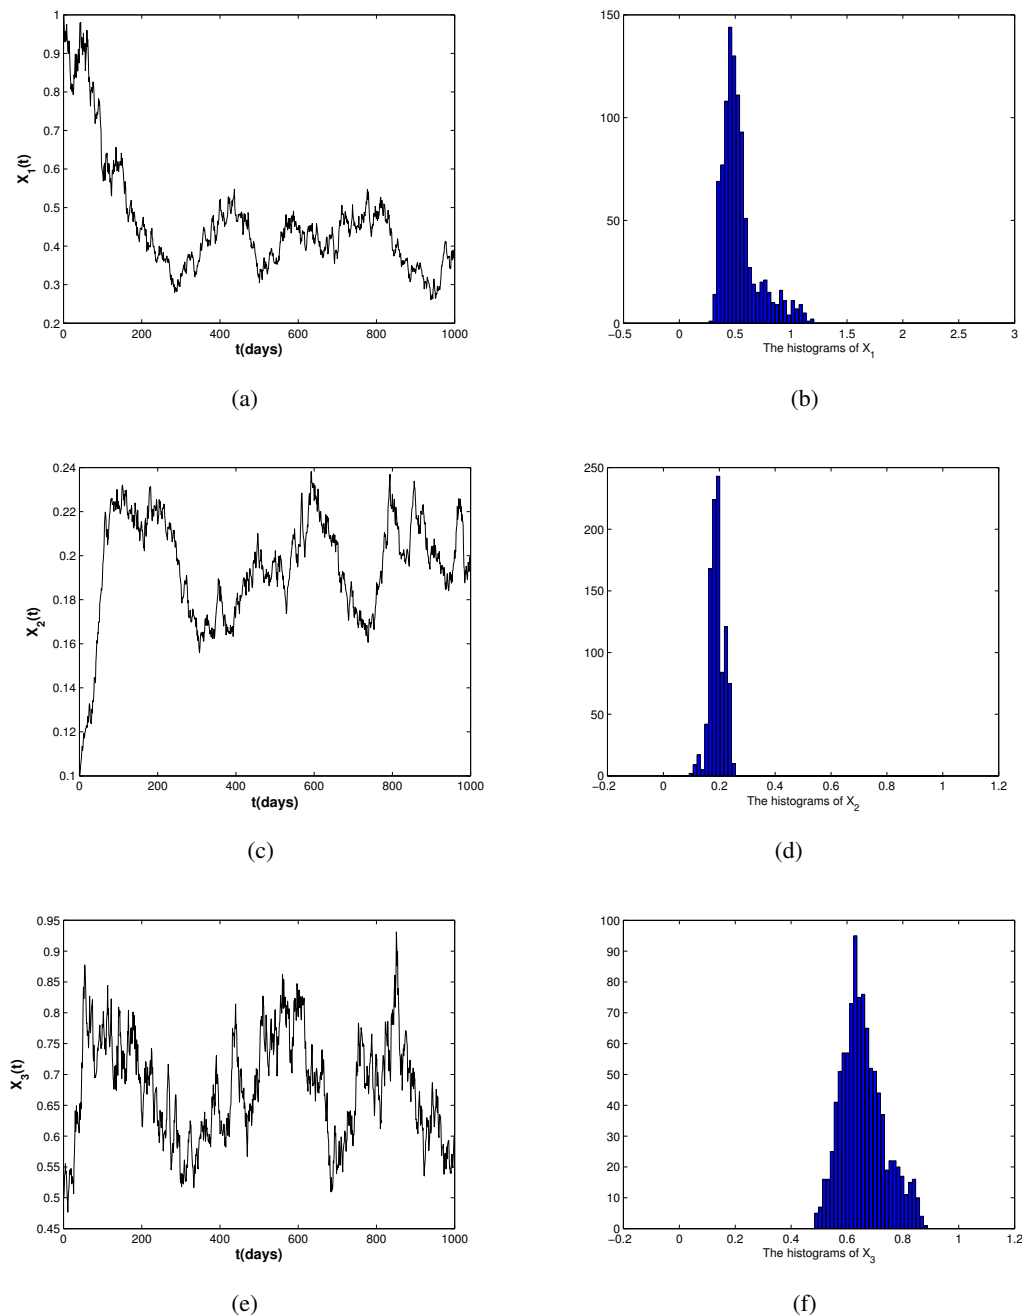 1
0.9
0.8
0.7
0.6
0.5
0.4
0.3
0.2
X1(t)
0 200 400 600 800 1000
t(days)
(a)
150
100
50
0
−0.5 0 0.5 1 1.5 2 2.5 3
The histograms of X1
(b)
0.24
0.22
0.2
0.18
0.16
0.14
0.12
0.1
X2(t)
0 200 400 600 800 1000
t(days)
(c)
250
200
150
100
50
0
−0.2 0 0.2 0.4 0.6 0.8 1 1.2
The histograms of X2
(d)
0.95
0.9
0.85
0.8
0.75
0.7
0.65
0.6
0.55
0.5
0.45
X3(t)
0 200 400 600 800 1000
t(days)
(e)
100
90
80
70
60
50
40
30
20
10
0
−0.2 0 0.2 0.4 0.6 0.8 1 1.2
The histograms of X3
(f)